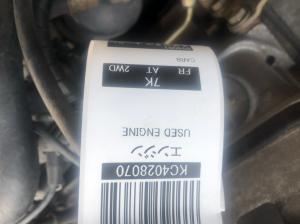 CARB
FR AT 2WD
7K
エンジン
USED ENGINE
KC4028070